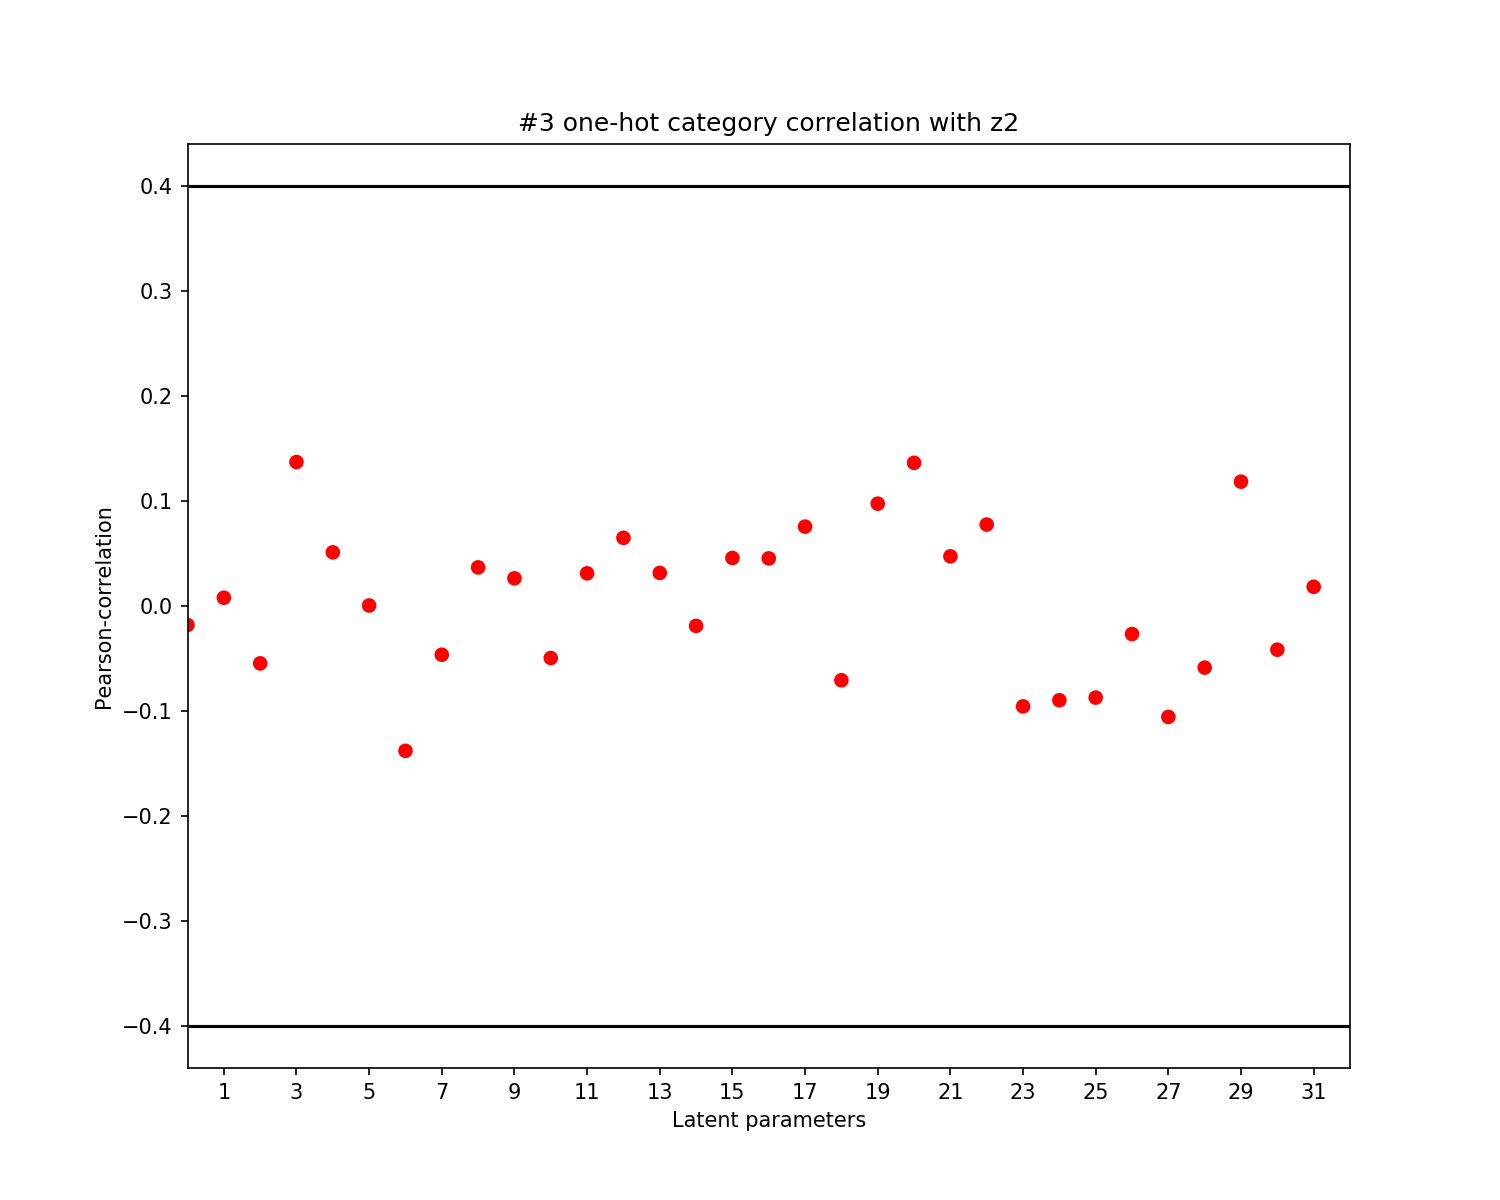 #3 one-hot category correlation with z2
0.4
0.3
0.2
0.1
0.0
−0.1
−0.2
−0.3
−0.4
Pearson-correlation
1 3 5 7 9 11 13 15 17 19 21 23 25 27 29 31
Latent parameters